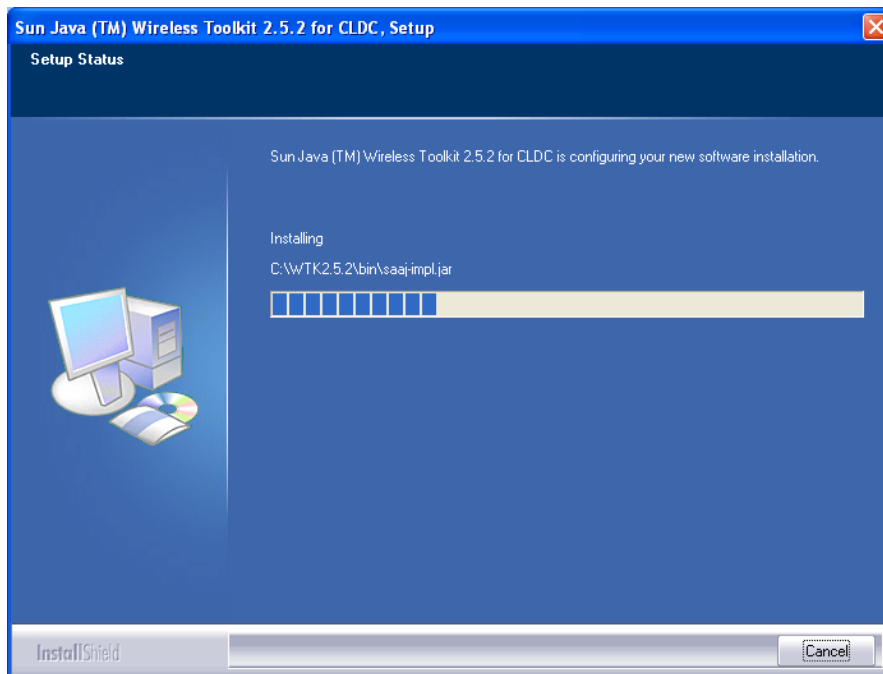 Sun Java (TM) Wireless Toolkit 2.5.2 for CLDC, Setup
Setup Status
Sun Java (TM) Wireless Toolkit 2.5.2 for CLDC is configuring your new software installation.
Installing
C:\WTK2.5.2\bin\saaj-impl.jar
InstallShield
Cancel